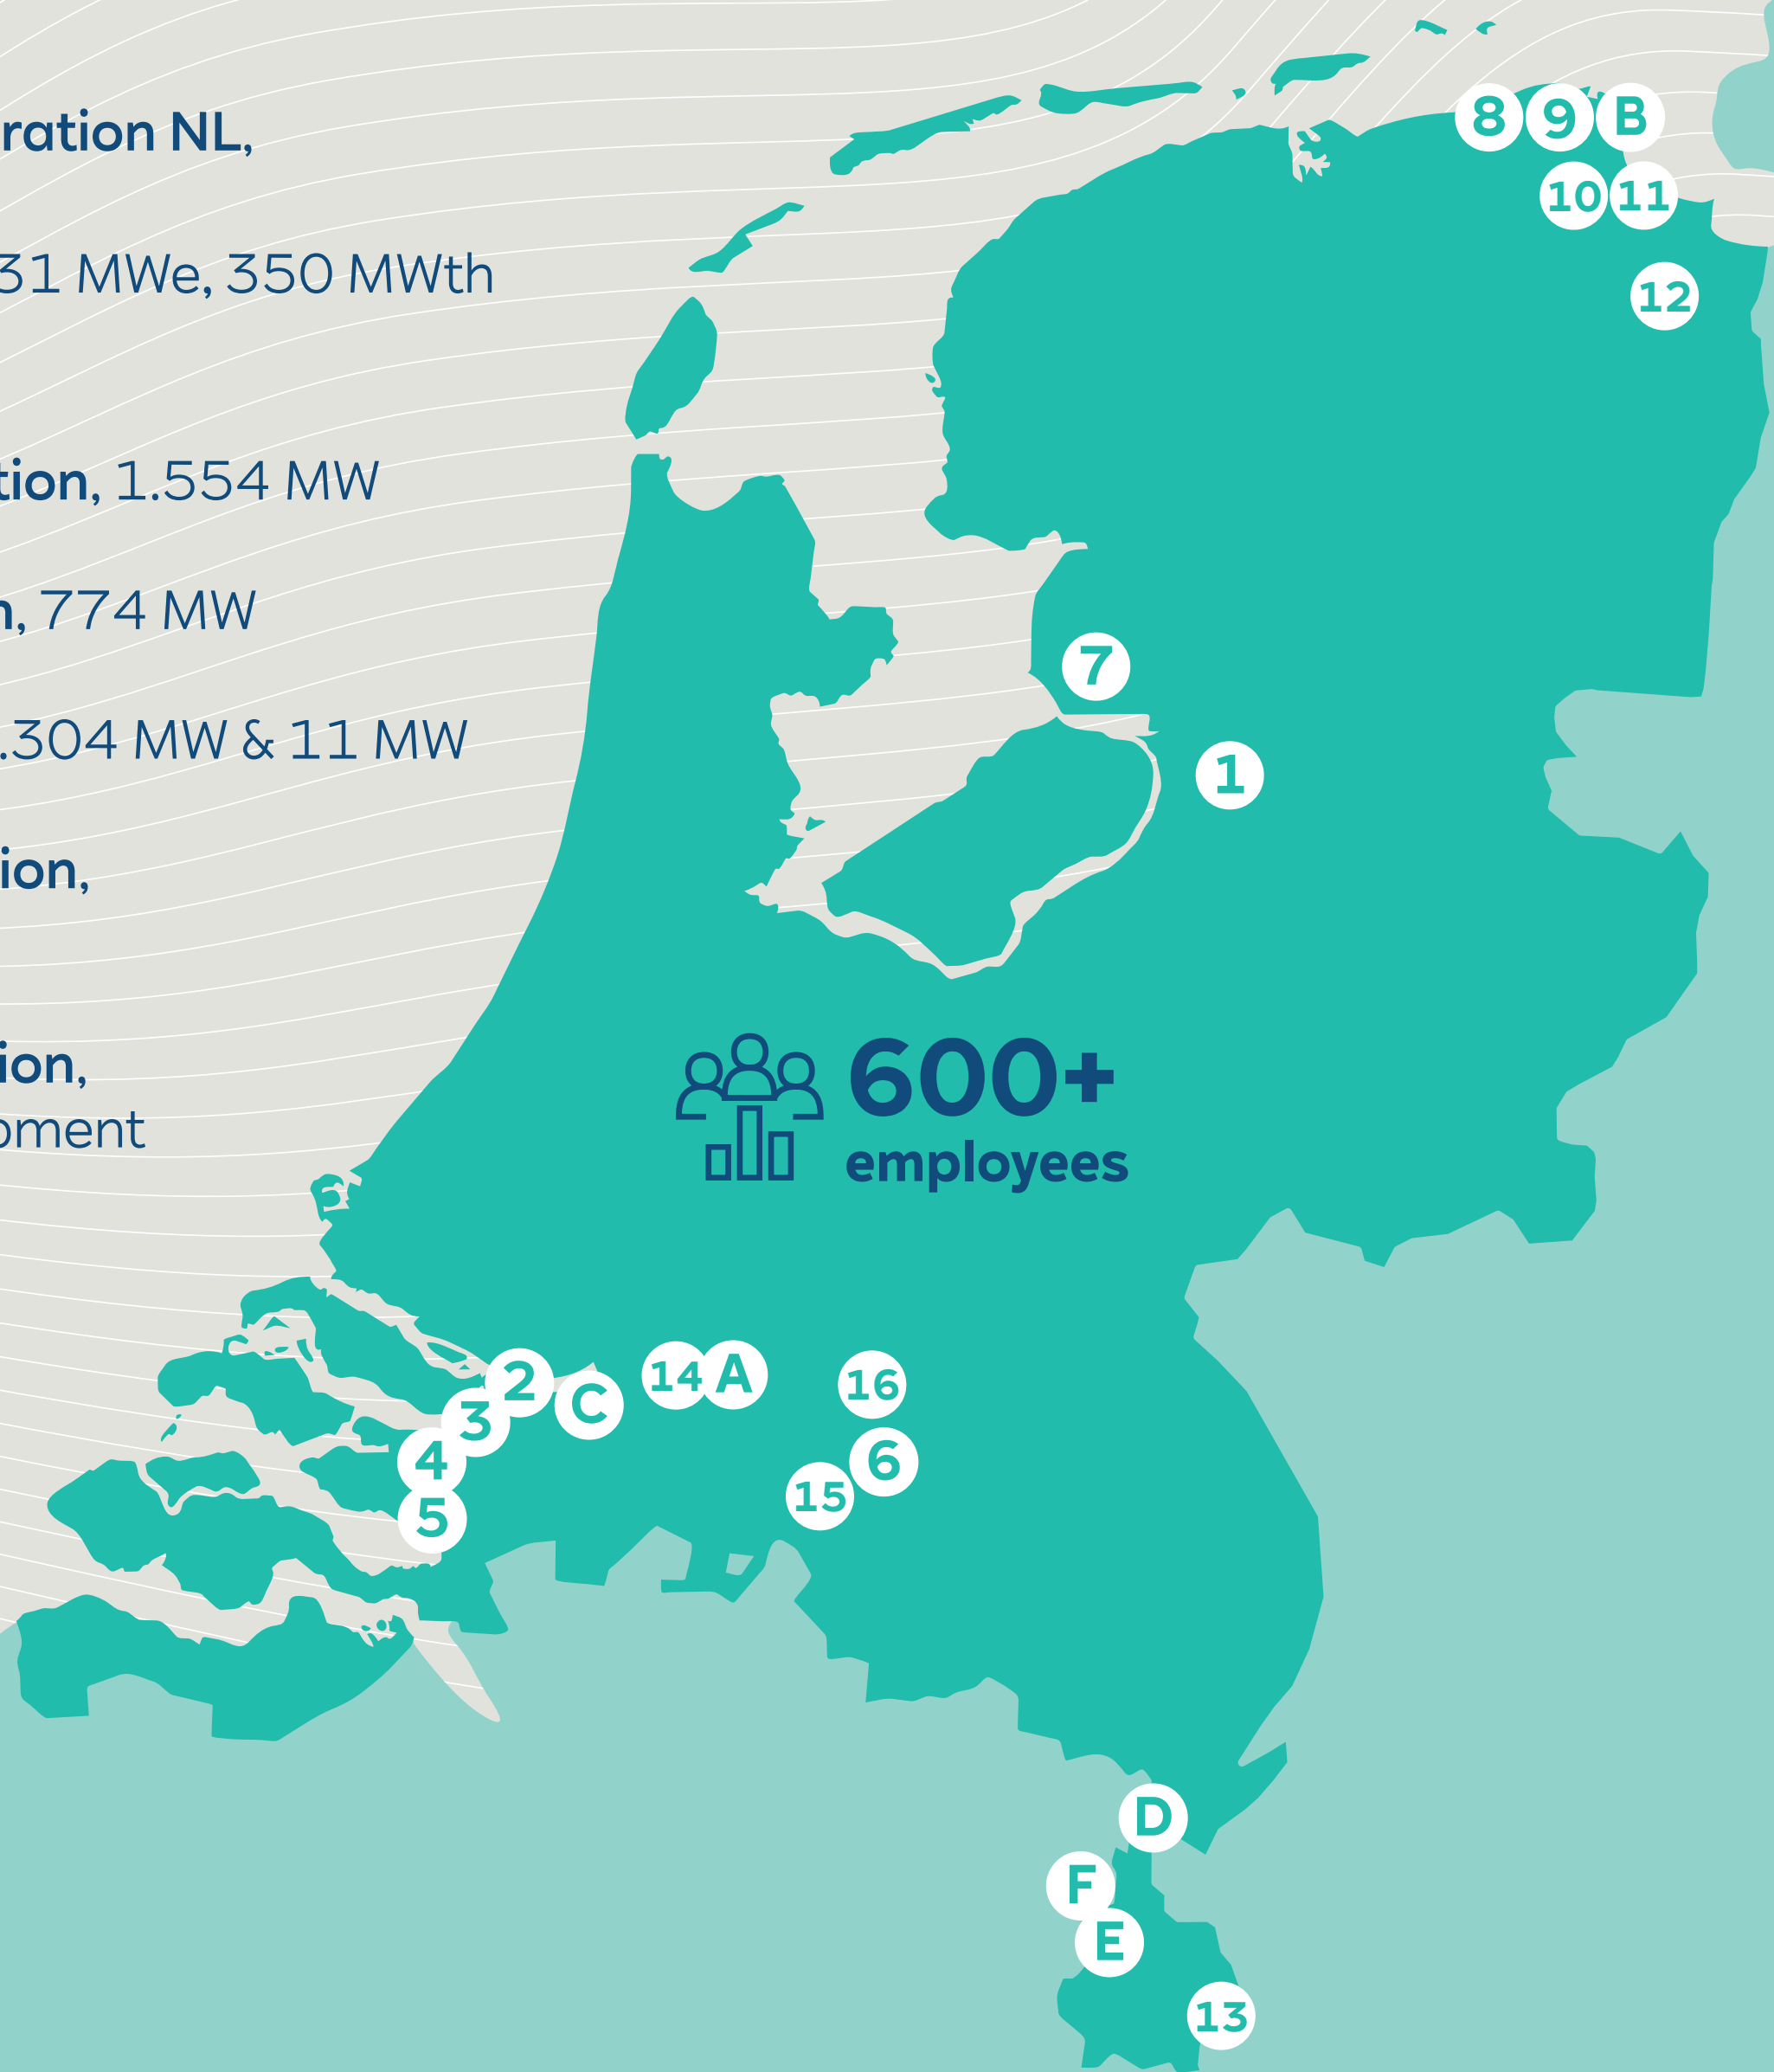 ration NL,
31 MWe, 350 MWth
tion, 1.554 MW
n, 774 MW
.304 MW & 11 MW
ion,
ion,
opment
8 9 B
10 11
12
7
1
600+
employees
2
3
C
14 A
16
4
6
15
5
D
F
E
13